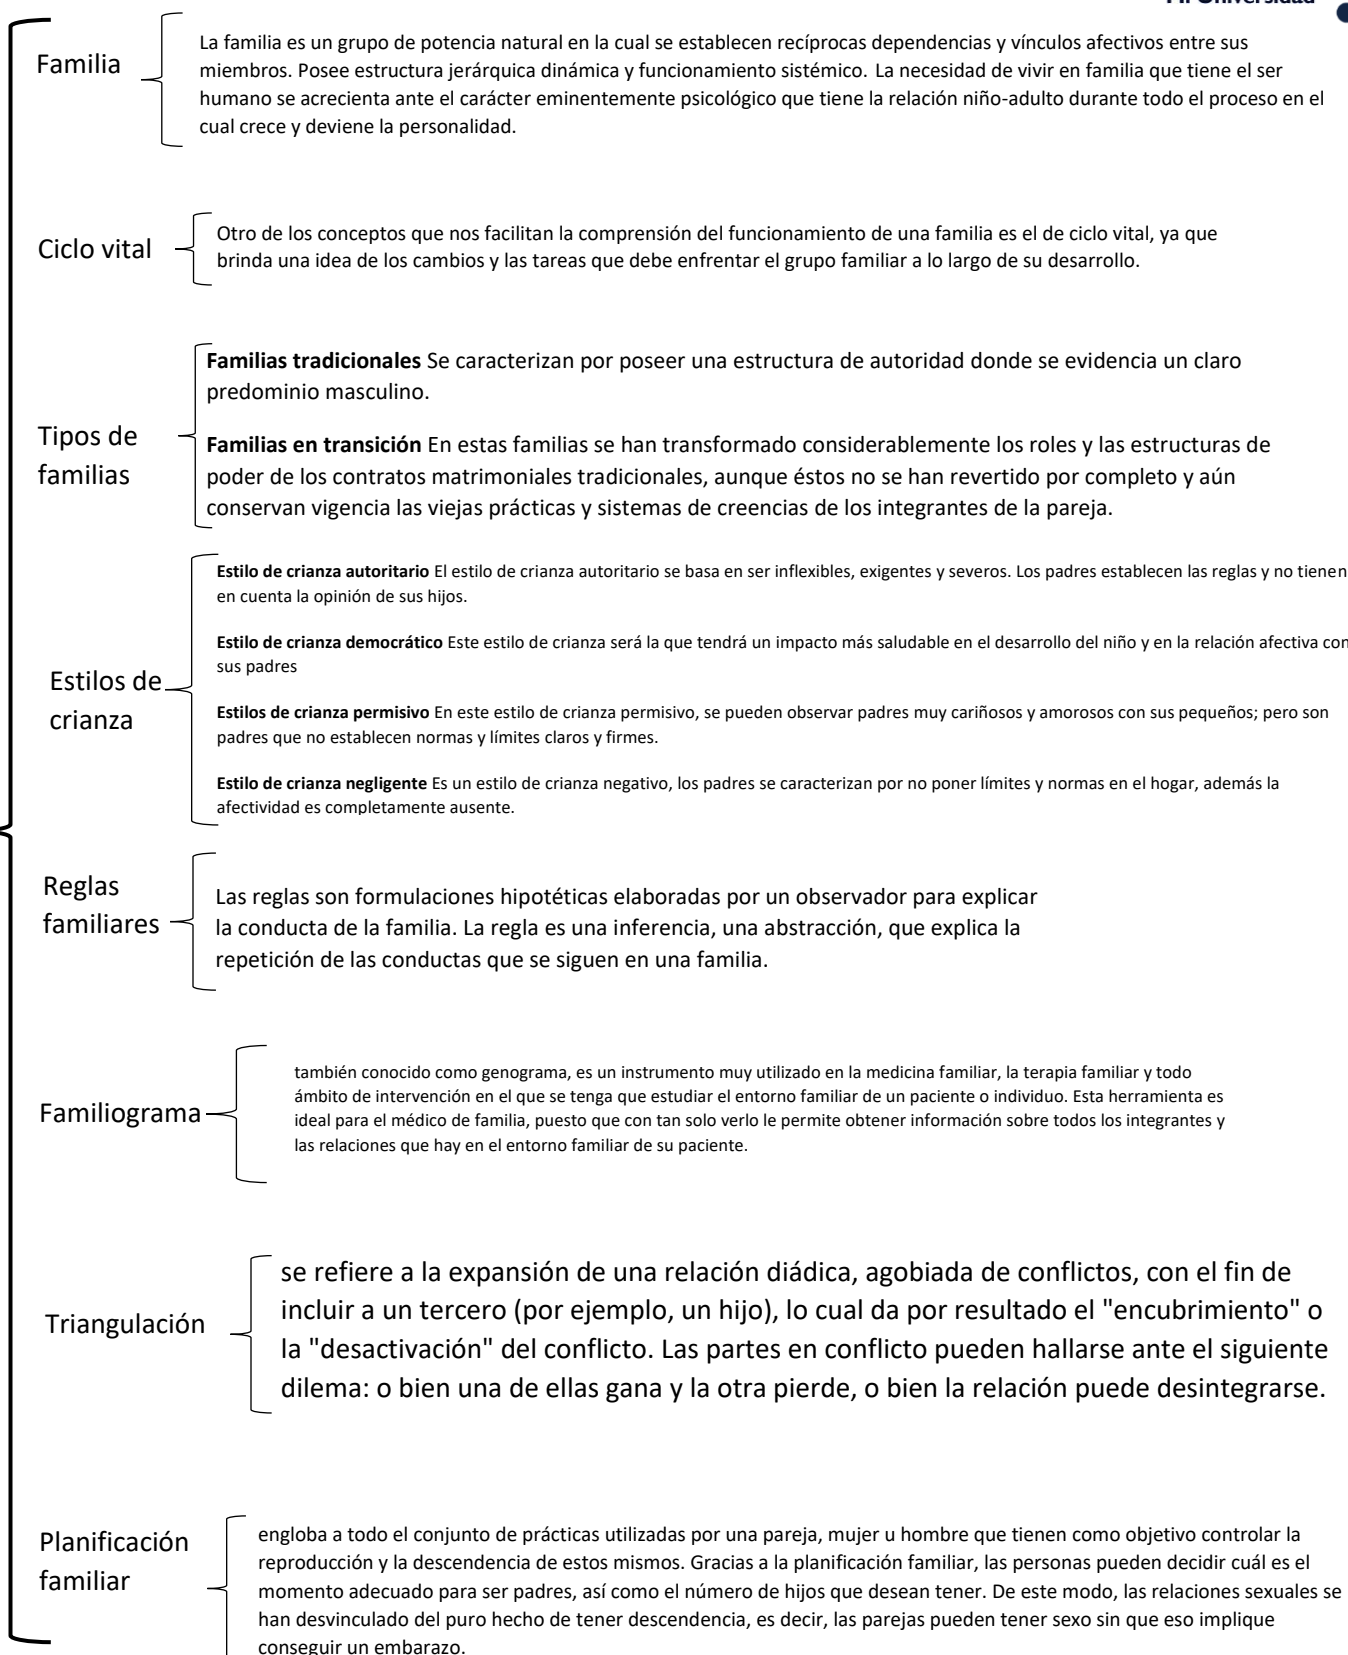 Mi Universidad
Familia
La familia es un grupo de potencia natural en la cual se establecen recíprocas dependencias y vínculos afectivos entre sus
miembros. Posee estructura jerárquica dinámica y funcionamiento sistémico. La necesidad de vivir en familia que tiene el ser
humano se acrecienta ante el carácter eminentemente psicológico que tiene la relación niño-adulto durante todo el proceso en el
cual crece y deviene la personalidad.
Ciclo vital
Otro de los conceptos que nos facilitan la comprensión del funcionamiento de una familia es el de ciclo vital, ya que
brinda una idea de los cambios y las tareas que debe enfrentar el grupo familiar a lo largo de su desarrollo.
Tipos de
familias
Familias tradicionales Se caracterizan por poseer una estructura de autoridad donde se evidencia un claro
predominio masculino.
Familias en transición En estas familias se han transformado considerablemente los roles y las estructuras de
poder de los contratos matrimoniales tradicionales, aunque éstos no se han revertido por completo y aún
conservan vigencia las viejas prácticas y sistemas de creencias de los integrantes de la pareja.
Estilos de
crianza
Estilo de crianza autoritario El estilo de crianza autoritario se basa en ser inflexibles, exigentes y severos. Los padres establecen las reglas y no tienen
en cuenta la opinión de sus hijos.
Estilo de crianza democrático Este estilo de crianza será la que tendrá un impacto más saludable en el desarrollo del niño y en la relación afectiva con
sus padres
Estilos de crianza permisivo En este estilo de crianza permisivo, se pueden observar padres muy cariñosos y amorosos con sus pequeños; pero son
padres que no establecen normas y límites claros y firmes.
Estilo de crianza negligente Es un estilo de crianza negativo, los padres se caracterizan por no poner límites y normas en el hogar, además la
afectividad es completamente ausente.
Reglas
familiares
Las reglas son formulaciones hipotéticas elaboradas por un observador para explicar
la conducta de la familia. La regla es una inferencia, una abstracción, que explica la
repetición de las conductas que se siguen en una familia.
Familiograma
también conocido como genograma, es un instrumento muy utilizado en la medicina familiar, la terapia familiar y todo
ámbito de intervención en el que se tenga que estudiar el entorno familiar de un paciente o individuo. Esta herramienta es
ideal para el médico de familia, puesto que con tan solo verlo le permite obtener información sobre todos los integrantes y
las relaciones que hay en el entorno familiar de su paciente.
Triangulación
se refiere a la expansión de una relación diádica, agobiada de conflictos, con el fin de
incluir a un tercero (por ejemplo, un hijo), lo cual da por resultado el "encubrimiento" o
la "desactivación" del conflicto. Las partes en conflicto pueden hallarse ante el siguiente
dilema: o bien una de ellas gana y la otra pierde, o bien la relación puede desintegrarse.
Planificación
familiar
engloba a todo el conjunto de prácticas utilizadas por una pareja, mujer u hombre que tienen como objetivo controlar la
reproducción y la descendencia de estos mismos. Gracias a la planificación familiar, las personas pueden decidir cuál es el
momento adecuado para ser padres, así como el número de hijos que desean tener. De este modo, las relaciones sexuales se
han desvinculado del puro hecho de tener descendencia, es decir, las parejas pueden tener sexo sin que eso implique
conseguir un embarazo.